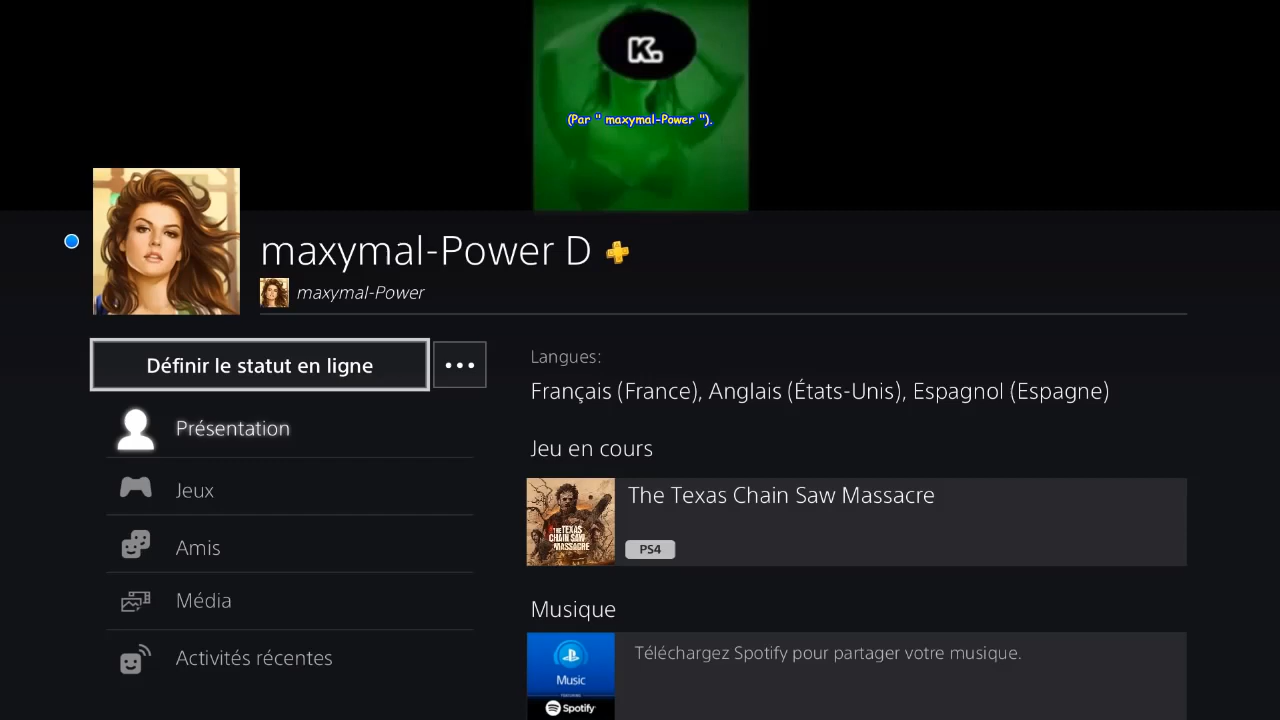 K.
(Par " maxymal-Power ").
maxymal-Power D
maxymal-Power
Définir le statut en ligne
Présentation
Jeux
Amis
Média
Activités récentes
Langues:
Français (France), Anglais (États-Unis), Espagnol (Espagne)
Jeu en cours
The Texas Chain Saw Massacre
THE TEXAS
CHAIN SAW
MASSACRE
PS4
Musique
Téléchargez Spotify pour partager votre musique.
Music
FEATURING
Spotify